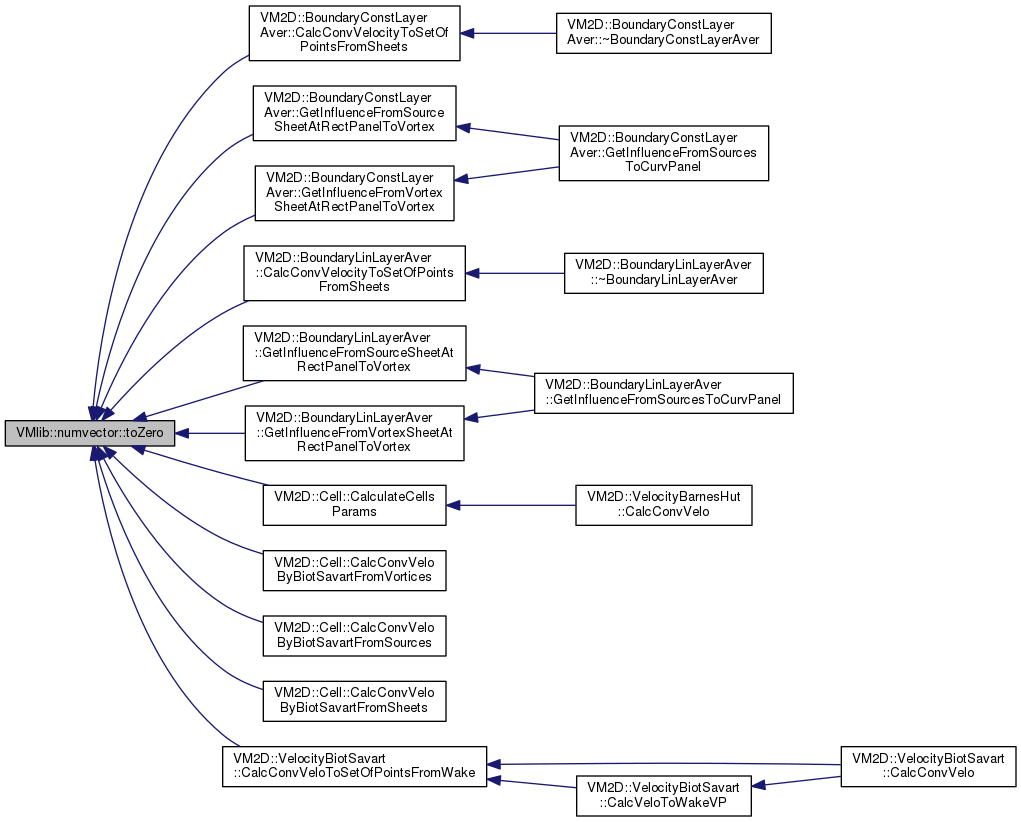 VM2D::BoundaryConstLayer
Aver::CalcConvVelocityToSetOf
PointsFromSheets
VM2D::BoundaryConstLayer
Aver::~BoundaryConstLayerAver
VM2D::BoundaryConstLayer
Aver::GetInfluenceFromSource
SheetAtRectPanelToVortex
VM2D::BoundaryConstLayer
Aver::GetInfluenceFromSources
ToCurvPanel
VM2D::BoundaryConstLayer
Aver::GetInfluenceFromVortex
SheetAtRectPanelToVortex
VM2D::BoundaryLinLayerAver
::CalcConvVelocityToSetOfPoints
FromSheets
VM2D::BoundaryLinLayerAver
::~BoundaryLinLayerAver
VM2D::BoundaryLinLayerAver
::GetInfluenceFromSourceSheetAt
RectPanelToVortex
VM2D::BoundaryLinLayerAver
::GetInfluenceFromSourcesToCurvPanel
VMlib::numvector::toZero
VM2D::BoundaryLinLayerAver
::GetInfluenceFromVortexSheetAt
RectPanelToVortex
VM2D::Cell::CalculateCells
Params
VM2D::VelocityBarnesHut
::CalcConvVelo
VM2D::Cell::CalcConvVelo
ByBiotSavartFromVortices
VM2D::Cell::CalcConvVelo
ByBiotSavartFromSources
VM2D::Cell::CalcConvVelo
ByBiotSavartFromSheets
VM2D::VelocityBiotSavart
::CalcConvVeloToSetOfPointsFromWake
VM2D::VelocityBiotSavart
::CalcConvVelo
VM2D::VelocityBiotSavart
::CalcVeloToWakeVP